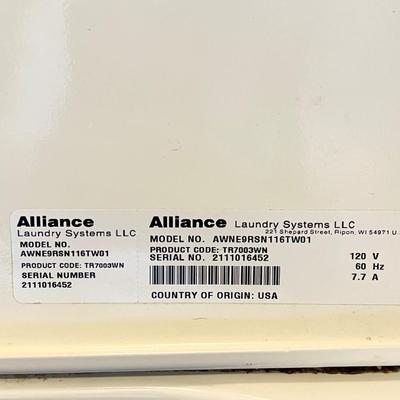 Alliance
Laundry Systems LLC
MODEL NO.
AWNE9RSN116TW01
PRODUCT CODE: TR7003WN
SERIAL NUMBER
2111016452
Alliance Laundry Systems LLC
221 Shepard Street, Ripon, WI 54971 U.
MODEL NO. AWNE9RSN116TW01
PRODUCT CODE: TR7003WN
SERIAL NO. 2111016452 120 V
60 Hz
7.7 A
COUNTRY OF ORIGIN: USA